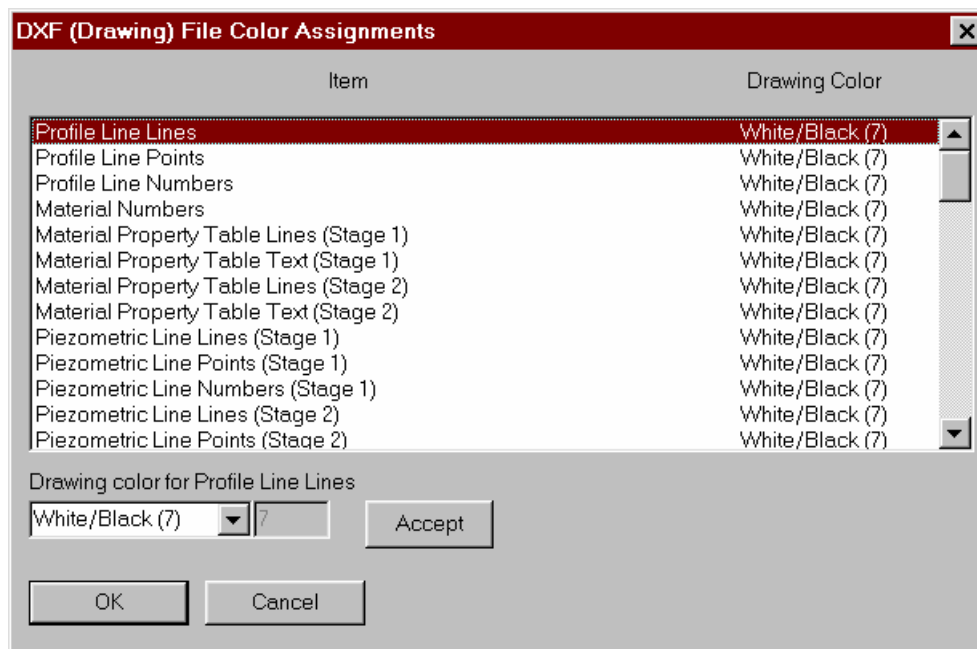 DXF (Drawing) File Color Assignments
Item Drawing Color
Profile Line Lines White/Black (7)
Profile Line Points White/Black (7)
Profile Line Numbers White/Black (7)
Material Numbers White/Black (7)
Material Property Table Lines (Stage 1) White/Black (7)
Material Property Table Text (Stage 1) White/Black (7)
Material Property Table Lines (Stage 2) White/Black (7)
Material Property Table Text (Stage 2) White/Black (7)
Piezometric Line Lines (Stage 1) White/Black (7)
Piezometric Line Points (Stage 1) White/Black (7)
Piezometric Line Numbers (Stage 1) White/Black (7)
Piezometric Line Lines (Stage 2) White/Black (7)
Piezometric Line Points (Stage 2) White/Black (7)
Drawing color for Profile Line Lines
White/Black (7) 7 Accept
OK Cancel